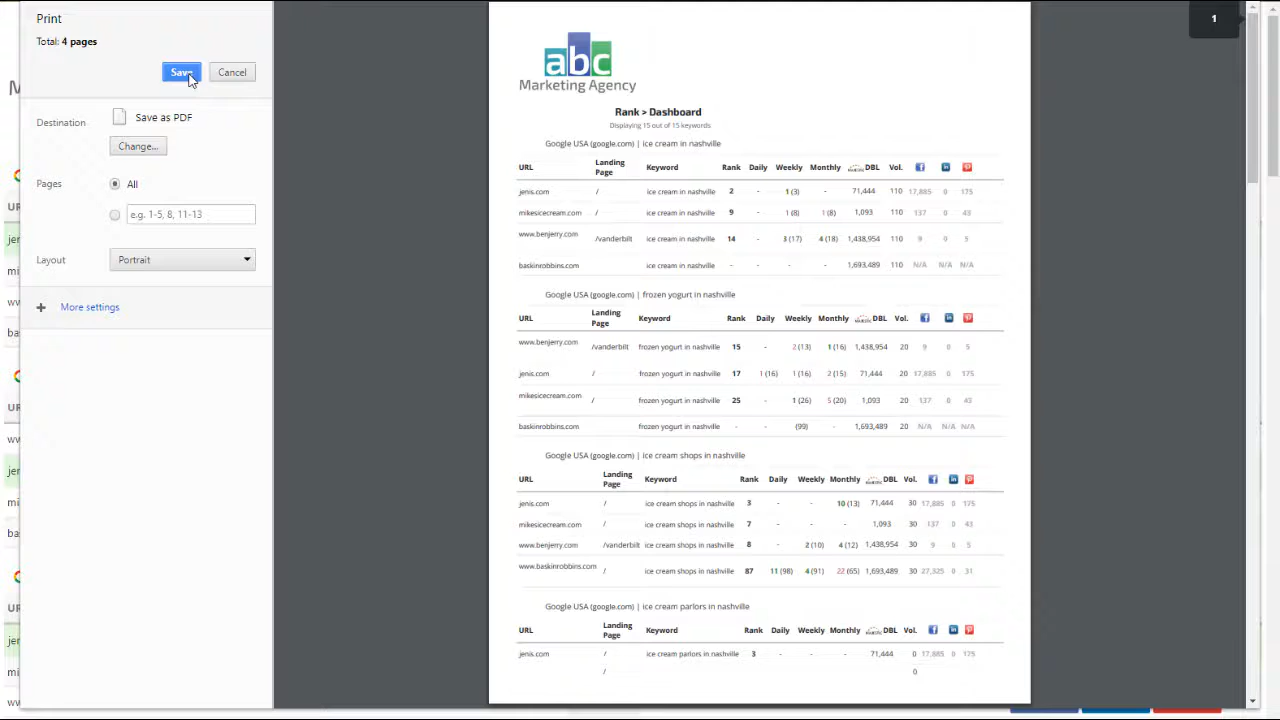 Print
Total: 4 pages
Save Cancel
Destination Save as PDF
Change...
Pages All
e.g. 1-5, 8, 11-13
Layout Portrait
More settings
1
abc
Marketing Agency
Rank > Dashboard
Displaying 15 out of 15 keywords
Google USA (google.com) | ice cream in nashville
URL Landing Page Keyword Rank Daily Weekly Monthly DBL Vol.
jenis.com / ice cream in nashville 2 - 1 (3) - 71,444 110 17,885 0 175
mikesicecream.com / ice cream in nashville 9 - 1 (8) 1 (8) 1,093 110 137 0 43
www.benjerry.com /vanderbilt ice cream in nashville 14 - 3 (17) 4 (18) 1,438,954 110 9 0 5
baskinrobbins.com ice cream in nashville - - - - 1,693,489 110 N/A N/A N/A
Google USA (google.com) | frozen yogurt in nashville
URL Landing Page Keyword Rank Daily Weekly Monthly DBL Vol.
www.benjerry.com /vanderbilt frozen yogurt in nashville 15 - 2 (13) 1 (16) 1,438,954 20 9 0 5
jenis.com / frozen yogurt in nashville 17 1 (16) 1 (16) 2 (15) 71,444 20 17,885 0 175
mikesicecream.com / frozen yogurt in nashville 25 - 1 (26) 5 (20) 1,093 20 137 0 43
baskinrobbins.com frozen yogurt in nashville - - (99) - 1,693,489 20 N/A N/A N/A
Google USA (google.com) | ice cream shops in nashville
URL Landing Page Keyword Rank Daily Weekly Monthly DBL Vol.
jenis.com / ice cream shops in nashville 3 - - 10 (13) 71,444 30 17,885 0 175
mikesicecream.com / ice cream shops in nashville 7 - - - 1,093 30 137 0 43
www.benjerry.com /vanderbilt ice cream shops in nashville 8 - 2 (10) 4 (12) 1,438,954 30 9 0 5
www.baskinrobbins.com / ice cream shops in nashville 87 11 (98) 4 (91) 22 (65) 1,693,489 30 27,325 0 31
Google USA (google.com) | ice cream parlors in nashville
URL Landing Page Keyword Rank Daily Weekly Monthly DBL Vol.
jenis.com / ice cream parlors in nashville 3 - - - 71,444 0 17,885 0 175
/ 0